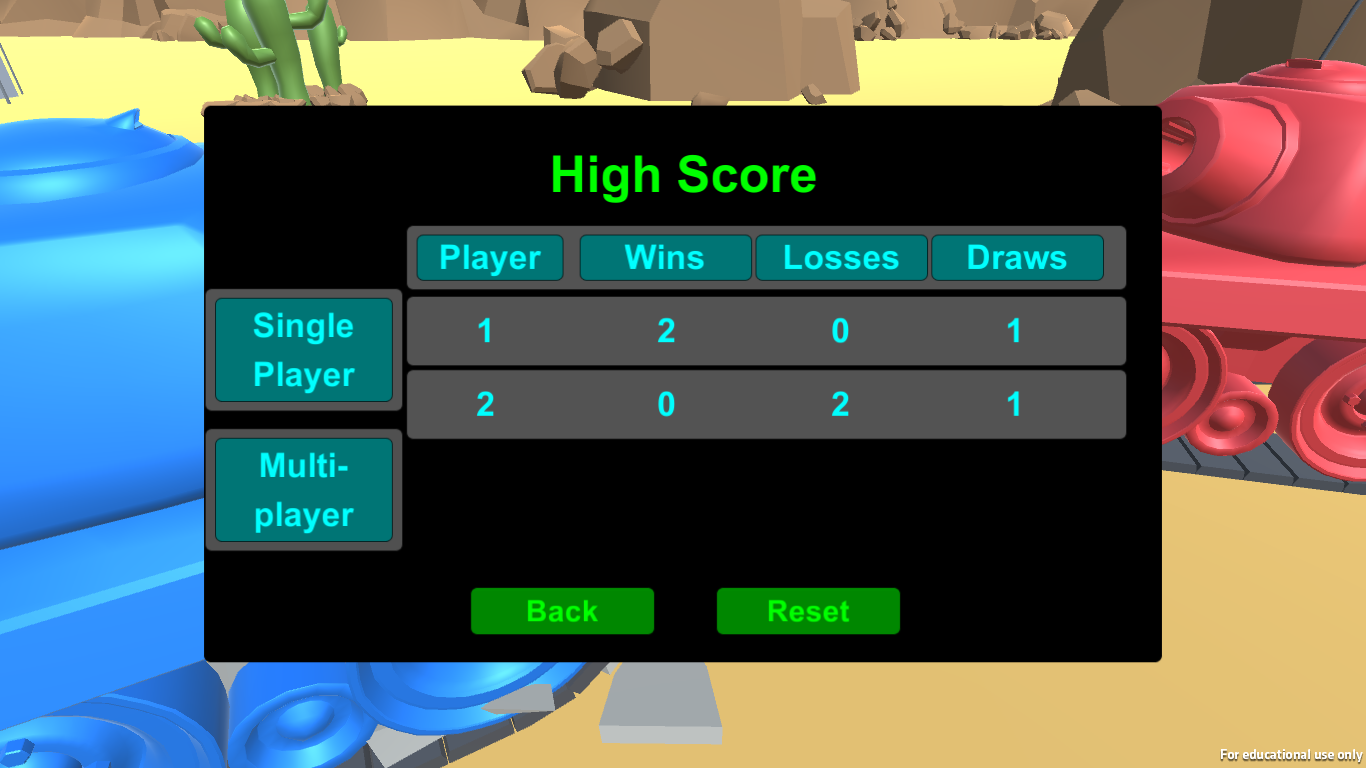 High Score
Player Wins Losses Draws
Single
Player
1 2 0 1
2 0 2 1
Multi-
player
Back Reset
For educational use only